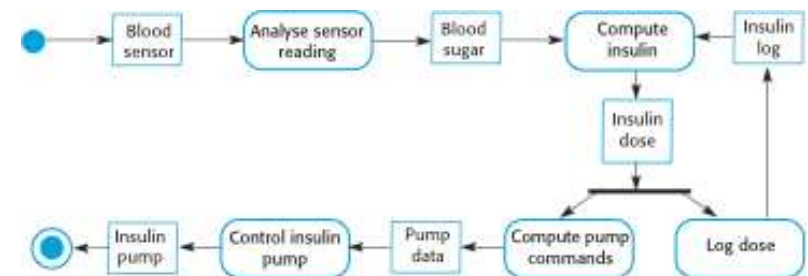 Blood
sensor
Analyse sensor
reading
Blood
sugar
Compute
insulin
Insulin
log
Insulin
dose
Insulin
pump
Control insulin
pump
Pump
data
Compute pump
commands
Log dose